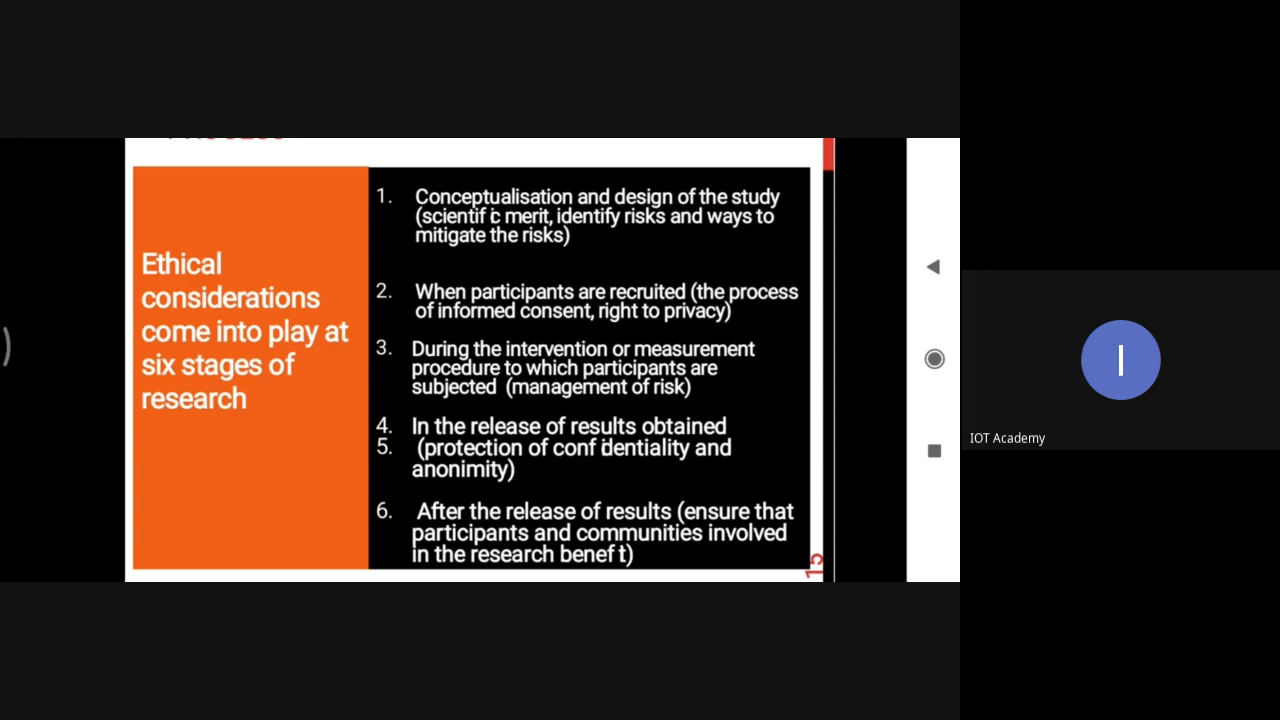 Ethical
considerations
come into play at
six stages of
research
1. Conceptualisation and design of the study
(scientif ic merit, identify risks and ways to
mitigate the risks)
2. When participants are recruited (the process
of informed consent, right to privacy)
3. During the intervention or measurement
procedure to which participants are
subjected (management of risk)
4. In the release of results obtained
5. (protection of conf identiality and
anonimity)
6. After the release of results (ensure that
participants and communities involved
in the research benef t)
15
I
IOT Academy